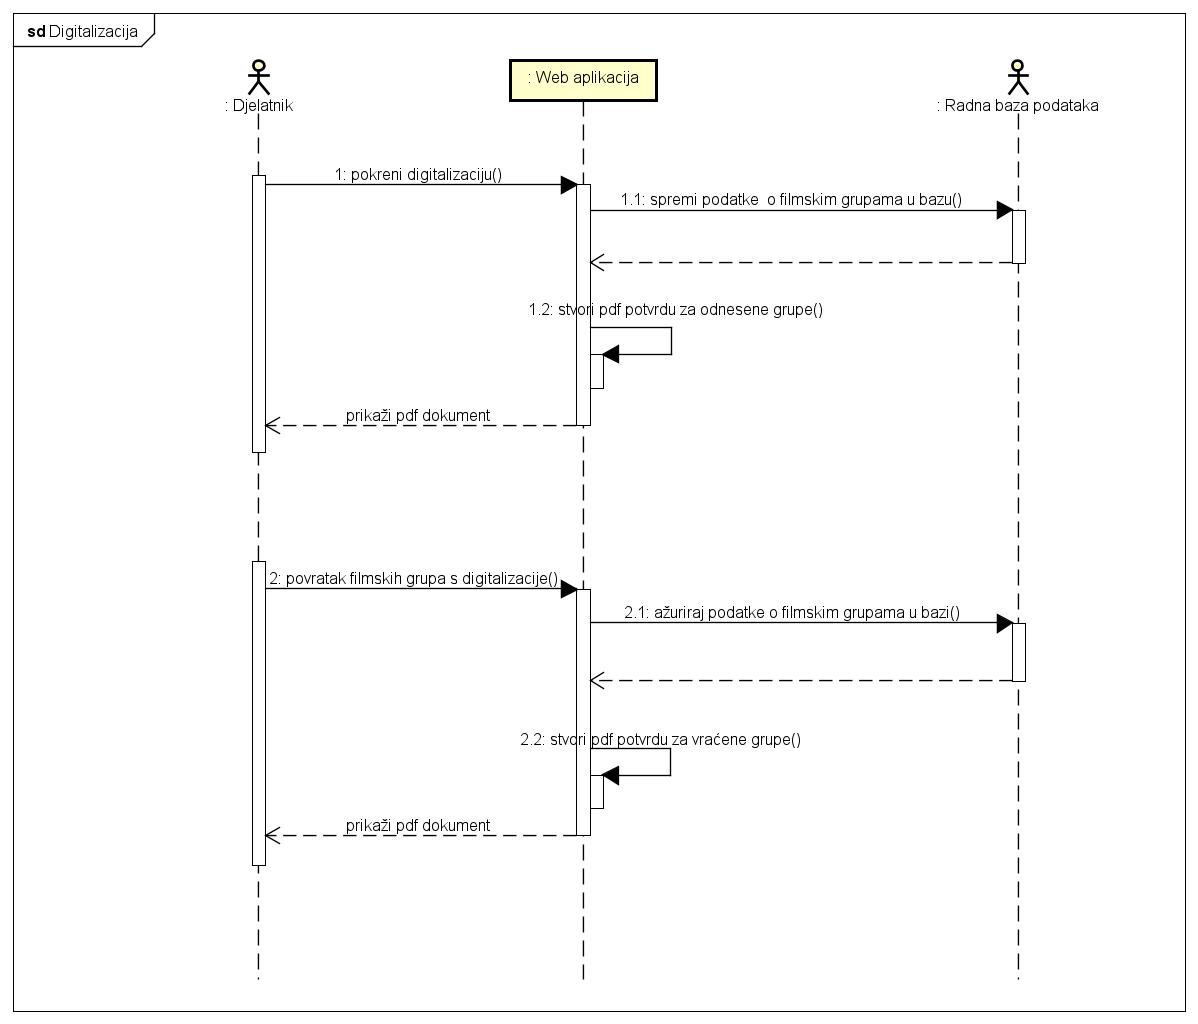 sd Digitalizacija
: Djelatnik
: Web aplikacija
: Radna baza podataka
1: pokreni digitalizaciju()
1.1: spremi podatke  o filmskim grupama u bazu()
1.2: stvori pdf potvrdu za odnesene grupe()
prikaži pdf dokument
2: povratak filmskih grupa s digitalizacije()
2.1: ažuriraj podatke o filmskim grupama u bazi()
2.2: stvori pdf potvrdu za vraćene grupe()
prikaži pdf dokument